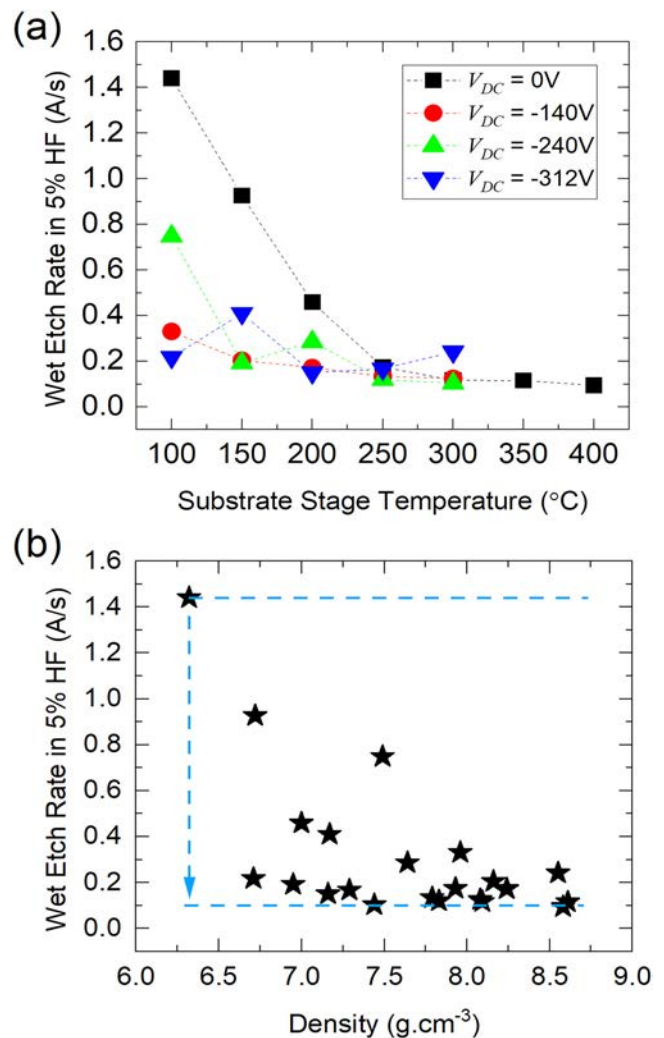 (a)
Wet Etch Rate in 5% HF (A/s)
1.6
1.4
1.2
1.0
0.8
0.6
0.4
0.2
0.0
V_DC = 0V
V_DC = -140V
V_DC = -240V
V_DC = -312V
100 150 200 250 300 350 400
Substrate Stage Temperature (°C)
(b)
Wet Etch Rate in 5% HF (A/s)
1.6
1.4
1.2
1.0
0.8
0.6
0.4
0.2
0.0
6.0 6.5 7.0 7.5 8.0 8.5 9.0
Density (g.cm⁻³)